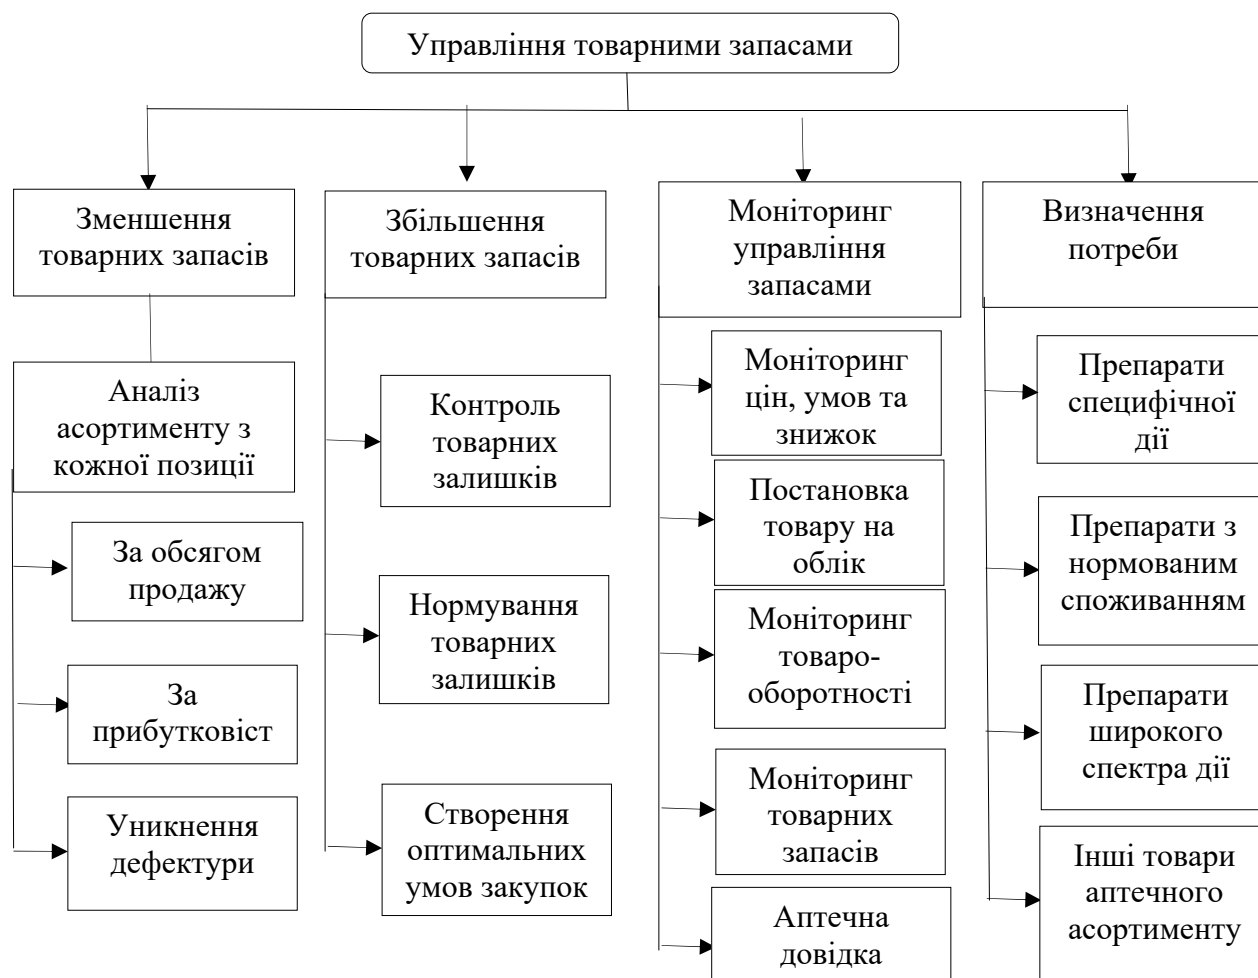 Управління товарними запасами
Зменшення
товарних запасів
Аналіз
асортименту з
кожної позиції
За обсягом
продажу
За
прибутковіст
Уникнення
дефектури
Збільшення
товарних запасів
Контроль
товарних
залишків
Нормування
товарних
залишків
Створення
оптимальних
умов закупок
Моніторинг
управління
запасами
Моніторинг
цін, умов та
знижок
Постановка
товару на
облік
Моніторинг
товаро-
оборотності
Моніторинг
товарних
запасів
Аптечна
довідка
Визначення
потреби
Препарати
специфічної
дії
Препарати з
нормованим
споживанням
Препарати
широкого
спектра дії
Інші товари
аптечного
асортименту